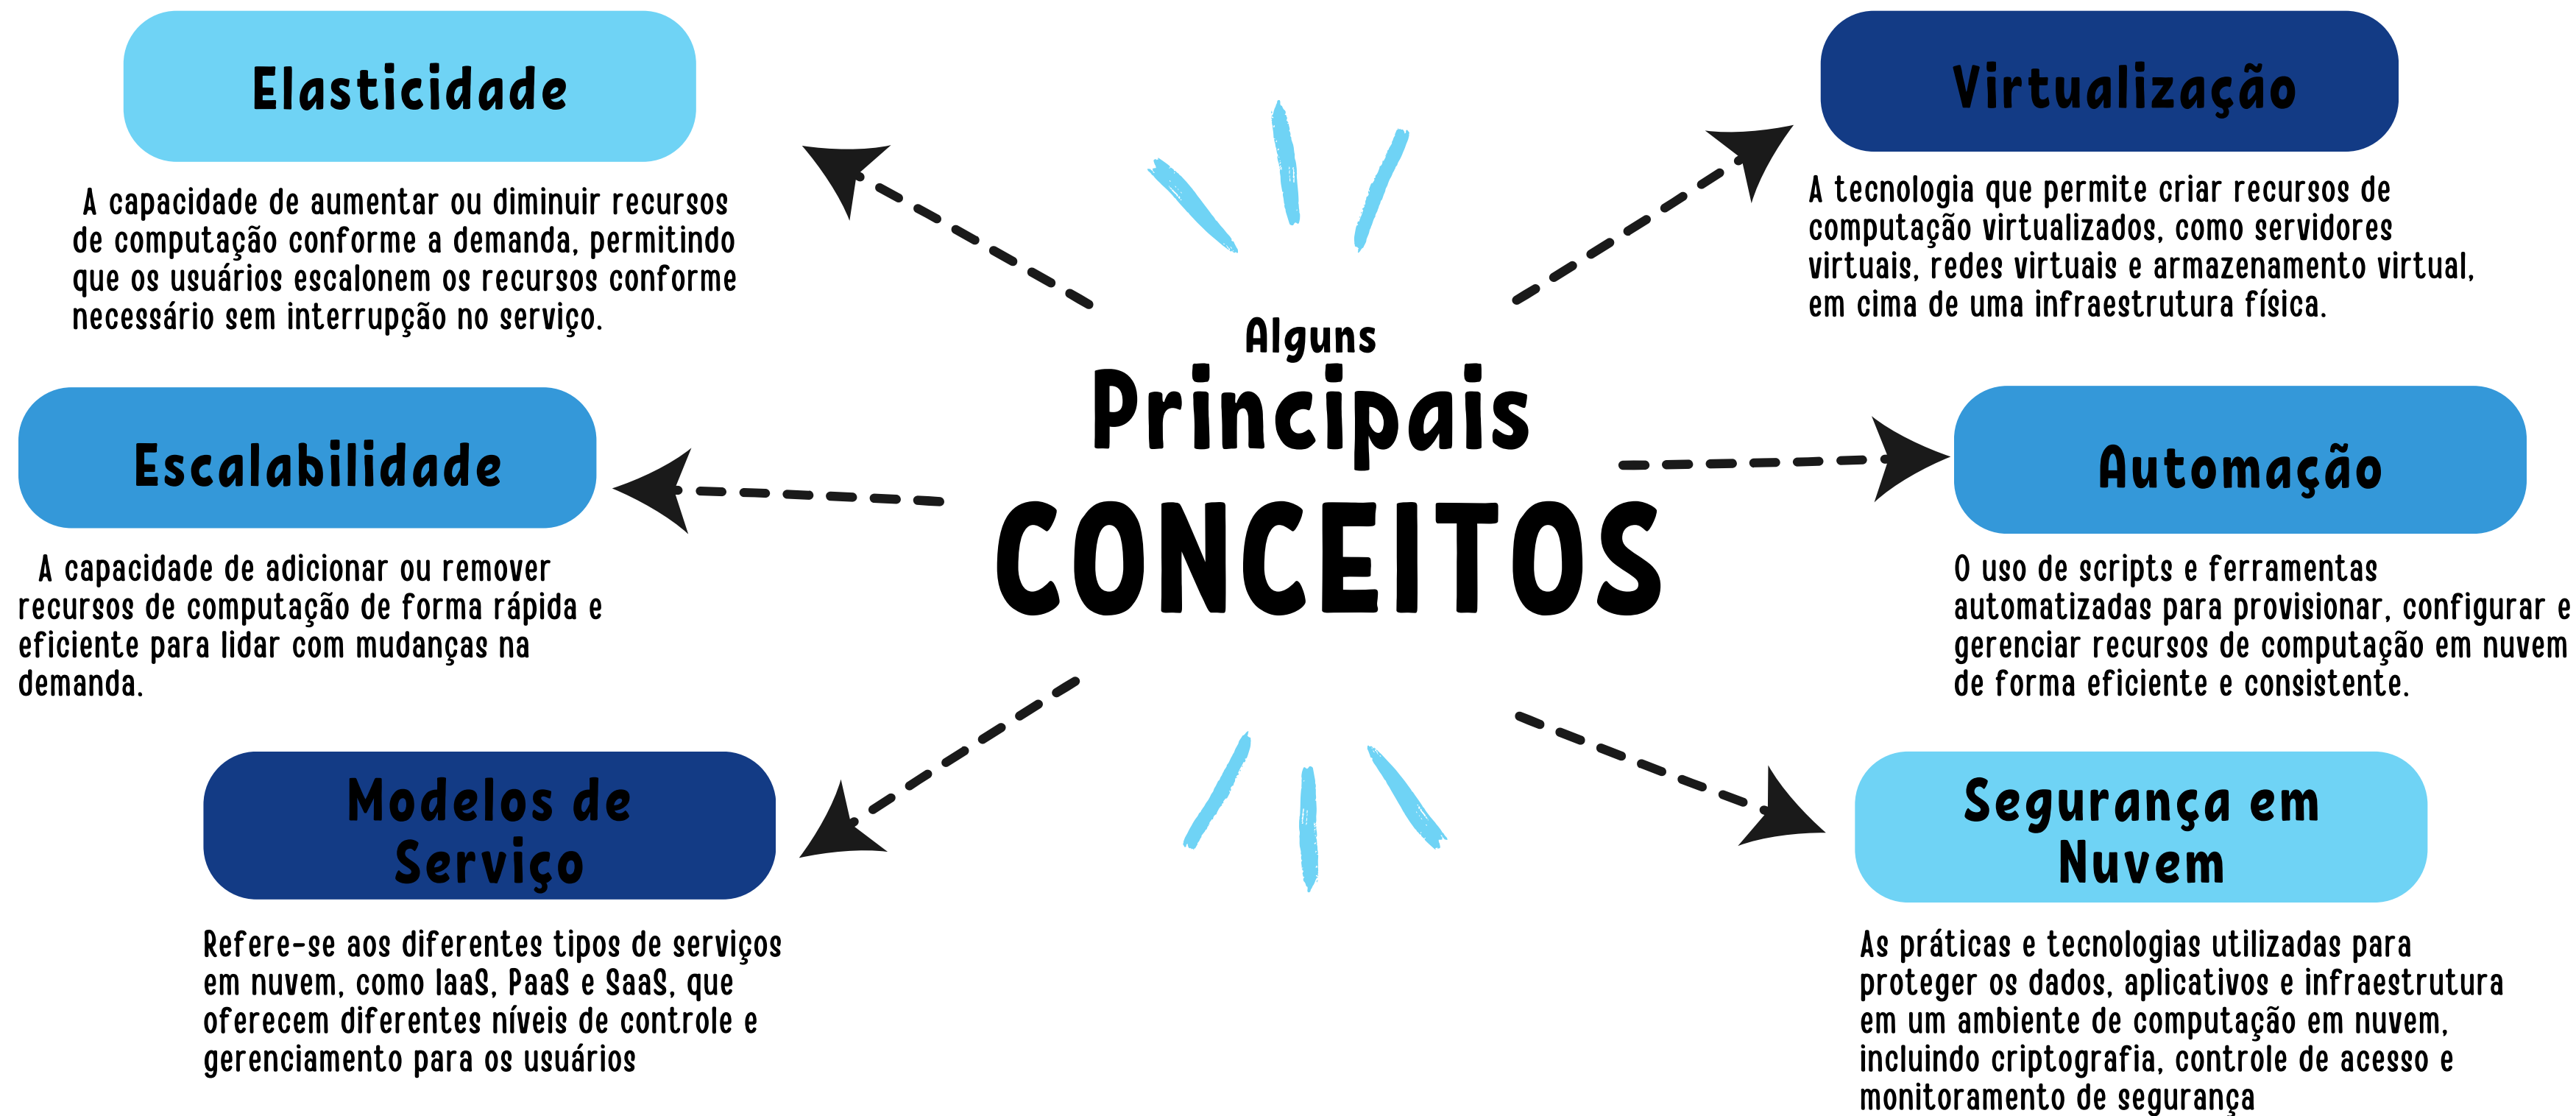 Alguns
Principais
CONCEITOS
Elasticidade
A capacidade de aumentar ou diminuir recursos
de computação conforme a demanda, permitindo
que os usuários escalonem os recursos conforme
necessário sem interrupção no serviço.
Escalabilidade
A capacidade de adicionar ou remover
recursos de computação de forma rápida e
eficiente para lidar com mudanças na
demanda.
Modelos de
Serviço
Refere-se aos diferentes tipos de serviços
em nuvem, como IaaS, PaaS e SaaS, que
oferecem diferentes níveis de controle e
gerenciamento para os usuários
Virtualização
A tecnologia que permite criar recursos de
computação virtualizados, como servidores
virtuais, redes virtuais e armazenamento virtual,
em cima de uma infraestrutura física.
Automação
O uso de scripts e ferramentas
automatizadas para provisionar, configurar e
gerenciar recursos de computação em nuvem
de forma eficiente e consistente.
Segurança em
Nuvem
As práticas e tecnologias utilizadas para
proteger os dados, aplicativos e infraestrutura
em um ambiente de computação em nuvem,
incluindo criptografia, controle de acesso e
monitoramento de segurança